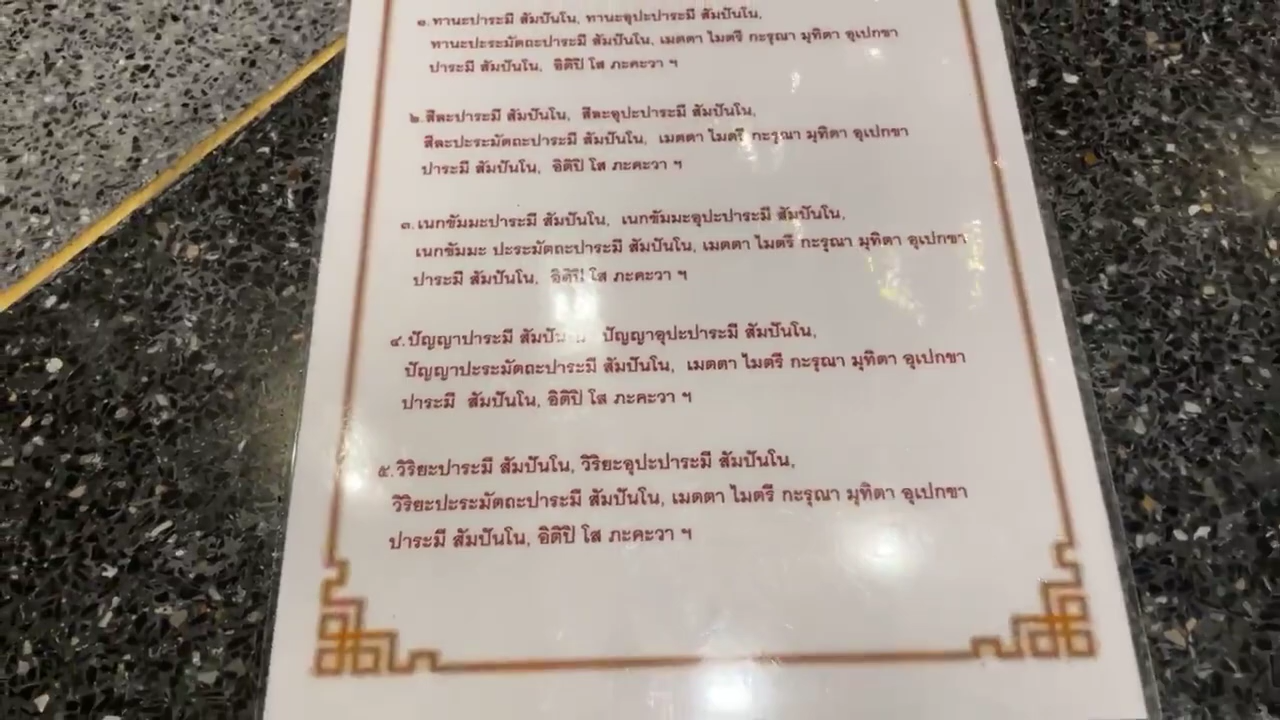 ๑. ทานะปาระมี สัมปันโน, ทานะอุปะปาระมี สัมปันโน,
ทานะปะระมัตถะปาระมี สัมปันโน, เมตตา ไมตรี กะรุณา มุทิตา อุเปกขา
ปาระมี สัมปันโน, อิติปิ โส ภะคะวา ฯ
๒. สีละปาระมี สัมปันโน, สีละอุปะปาระมี สัมปันโน,
สีละปะระมัตถะปาระมี สัมปันโน, เมตตา ไมตรี กะรุณา มุทิตา อุเปกขา
ปาระมี สัมปันโน, อิติปิ โส ภะคะวา ฯ
๓. เนกขัมมะปาระมี สัมปันโน, เนกขัมมะอุปะปาระมี สัมปันโน,
เนกขัมมะ ปะระมัตถะปาระมี สัมปันโน, เมตตา ไมตรี กะรุณา มุทิตา อุเปกขา
ปาระมี สัมปันโน, อิติปิ โส ภะคะวา ฯ
๔. ปัญญาปาระมี สัมปันโน ปัญญาอุปะปาระมี สัมปันโน,
ปัญญาปะระมัตถะปาระมี สัมปันโน, เมตตา ไมตรี กะรุณา มุทิตา อุเปกขา
ปาระมี สัมปันโน, อิติปิ โส ภะคะวา ฯ
๕. วิริยะปาระมี สัมปันโน, วิริยะอุปะปาระมี สัมปันโน,
วิริยะปะระมัตถะปาระมี สัมปันโน, เมตตา ไมตรี กะรุณา มุทิตา อุเปกขา
ปาระมี สัมปันโน, อิติปิ โส ภะคะวา ฯ